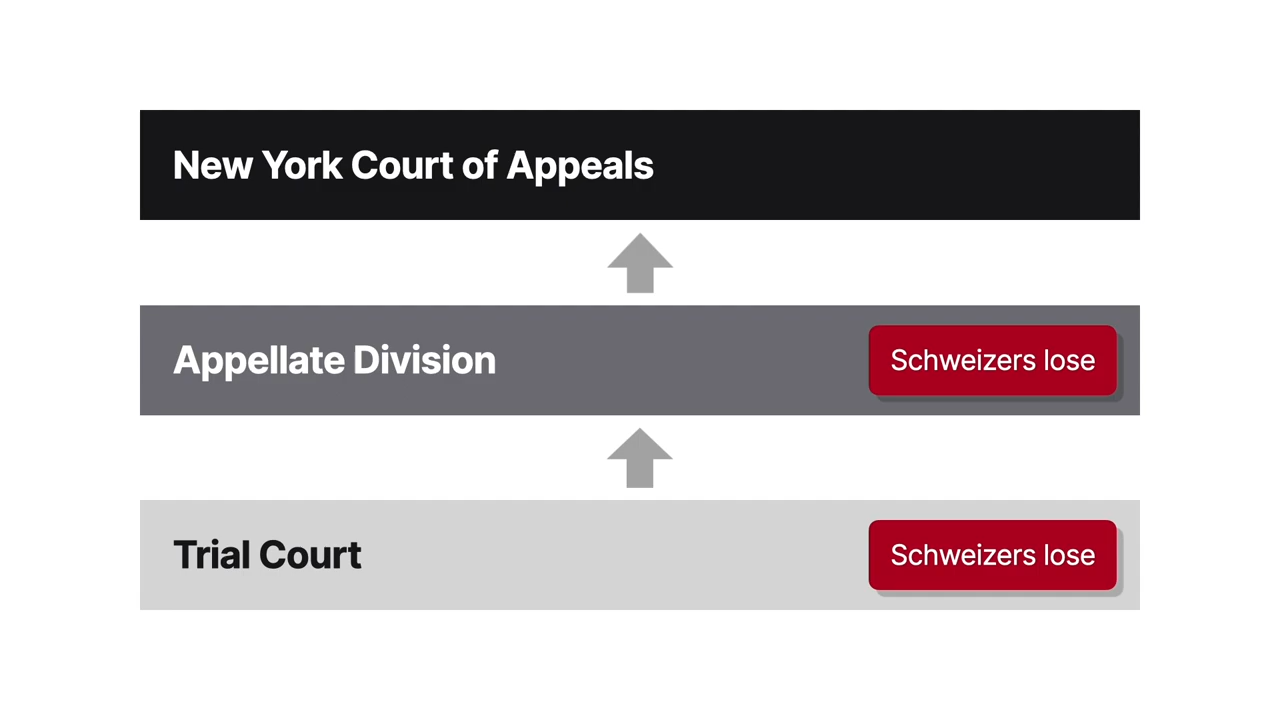 New York Court of Appeals
Appellate Division
Schweizers lose
Trial Court
Schweizers lose